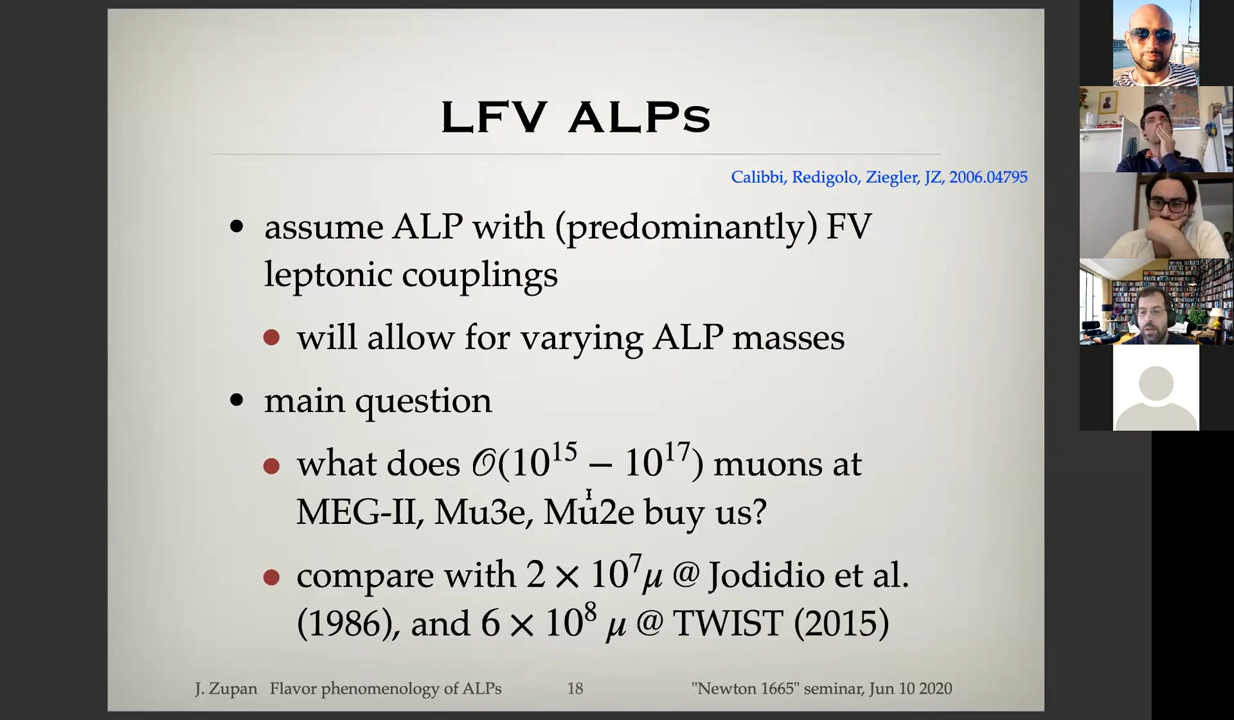 LFV ALPs
Calibbi, Redigolo, Ziegler, JZ, 2006.04795
• assume ALP with (predominantly) FV
leptonic couplings
• will allow for varying ALP masses
• main question
• what does 𝒪(10¹⁵ − 10¹⁷) muons at
MEG-II, Mu3e, Mu2e buy us?
• compare with 2 × 10⁷μ @ Jodidio et al.
(1986), and 6 × 10⁸ μ @ TWIST (2015)
J. Zupan Flavor phenomenology of ALPs 18 "Newton 1665" seminar, Jun 10 2020